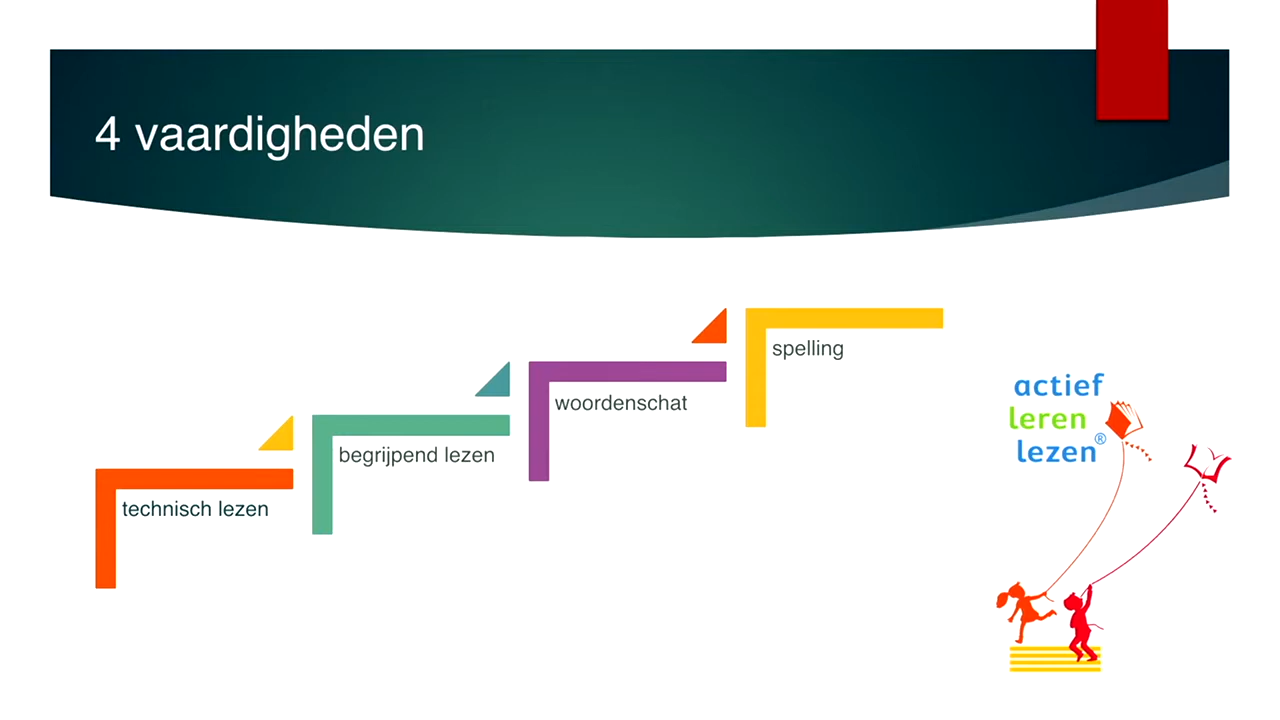 4 vaardigheden
technisch lezen
begrijpend lezen
woordenschat
spelling
actief
leren
lezen®